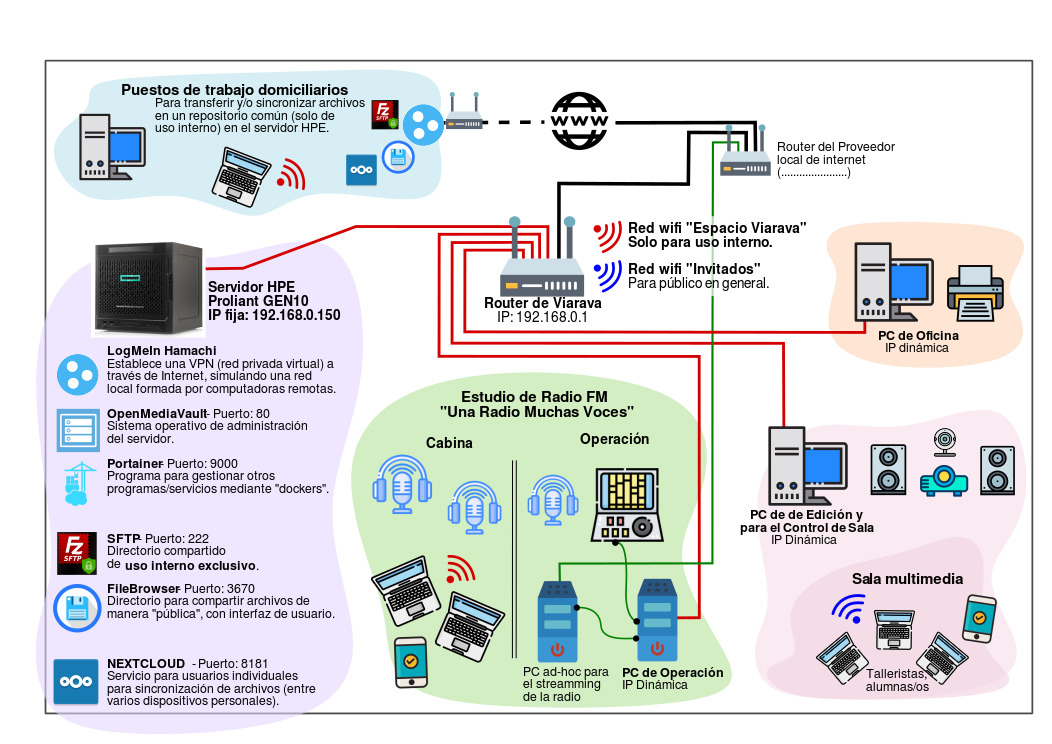 Puestos de trabajo domiciliarios
Para transferir y/o sincronizar archivos
en un repositorio común (solo de
uso interno) en el servidor HPE.
Fz
SFTP
WWW
Router del Proveedor
local de internet
(......................)
Red wifi "Espacio Viarava"
Solo para uso interno.
Red wifi "Invitados"
Para público en general.
Router de Viarava
IP: 192.168.0.1
Servidor HPE
Proliant GEN10
IP fija: 192.168.0.150
LogMeIn Hamachi
Establece una VPN (red privada virtual) a
través de Internet, simulando una red
local formada por computadoras remotas.
OpenMediaVault- Puerto: 80
Sistema operativo de administración
del servidor.
Portainer- Puerto: 9000
Programa para gestionar otros
programas/servicios mediante "dockers".
Fz
SFTP
SFTP- Puerto: 222
Directorio compartido
de uso interno exclusivo.
FileBrowser- Puerto: 3670
Directorio para compartir archivos de
manera "pública", con interfaz de usuario.
NEXTCLOUD - Puerto: 8181
Servicio para usuarios individuales
para sincronización de archivos (entre
varios dispositivos personales).
Estudio de Radio FM
"Una Radio Muchas Voces"
Cabina
Operación
PC ad-hoc para
el streamming
de la radio
PC de Operación
IP Dinámica
PC de Oficina
IP dinámica
PC de de Edición y
para el Control de Sala
IP Dinámica
Sala multimedia
Talleristas,
alumnas/os